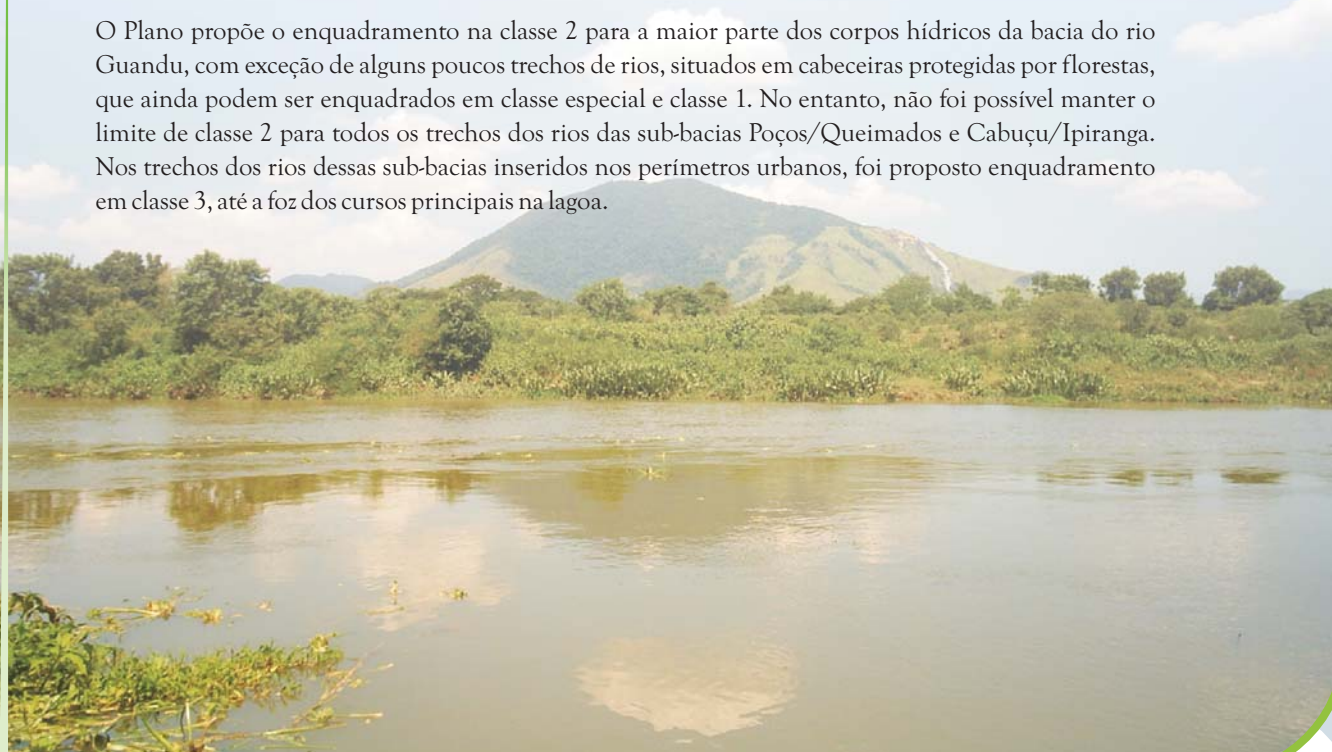 O Plano propõe o enquadramento na classe 2 para a maior parte dos corpos hídricos da bacia do rio
Guandu, com exceção de alguns poucos trechos de rios, situados em cabeceiras protegidas por florestas,
que ainda podem ser enquadrados em classe especial e classe 1. No entanto, não foi possível manter o
limite de classe 2 para todos os trechos dos rios das sub-bacias Poços/Queimados e Cabuçu/Ipiranga.
Nos trechos dos rios dessas sub-bacias inseridos nos perímetros urbanos, foi proposto enquadramento
em classe 3, até a foz dos cursos principais na lagoa.